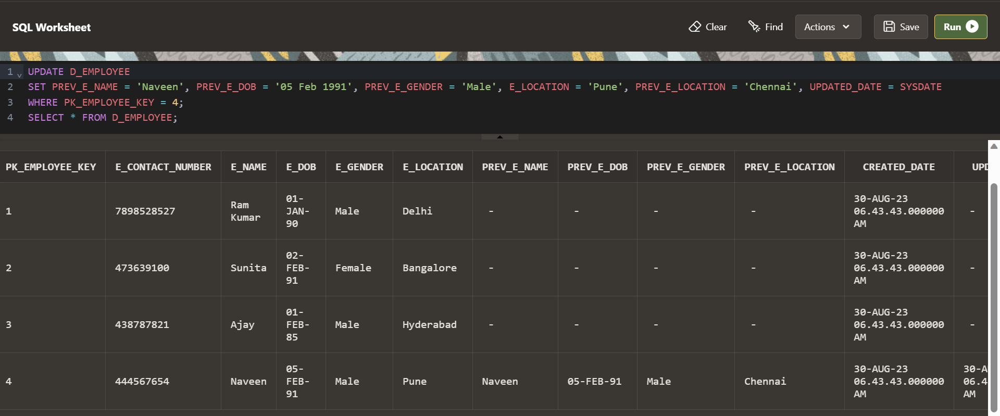 SQL Worksheet
Clear
Find
Actions
Save
Run
1 UPDATE D_EMPLOYEE
2 SET PREV_E_NAME = 'Naveen', PREV_E_DOB = '05 Feb 1991', PREV_E_GENDER = 'Male', E_LOCATION = 'Pune', PREV_E_LOCATION = 'Chennai', UPDATED_DATE = SYSDATE
3 WHERE PK_EMPLOYEE_KEY = 4;
4 SELECT * FROM D_EMPLOYEE;
PK_EMPLOYEE_KEY E_CONTACT_NUMBER E_NAME E_DOB E_GENDER E_LOCATION PREV_E_NAME PREV_E_DOB PREV_E_GENDER PREV_E_LOCATION CREATED_DATE UPD
1 7898528527 Ram Kumar 01-JAN-90 Male Delhi - - - - 30-AUG-23 06.43.43.000000 AM -
2 473639100 Sunita 02-FEB-91 Female Bangalore - - - - 30-AUG-23 06.43.43.000000 AM -
3 438787821 Ajay 01-FEB-85 Male Hyderabad - - - - 30-AUG-23 06.43.43.000000 AM -
4 444567654 Naveen 05-FEB-91 Male Pune Naveen 05-FEB-91 Male Chennai 30-AUG-23 06.43.43.000000 AM 30-A 06.4 AM